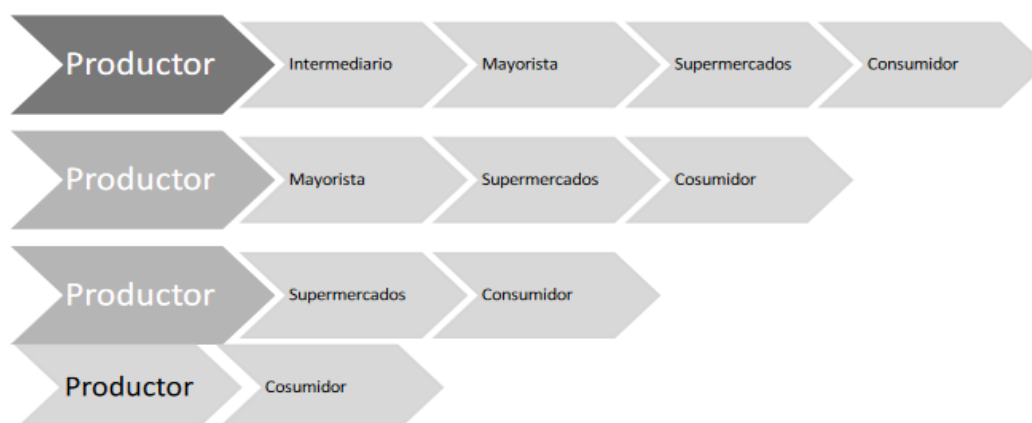 Productor Intermediario Mayorista Supermercados Consumidor
Productor Mayorista Supermercados Cosumidor
Productor Supermercados Consumidor
Productor Cosumidor